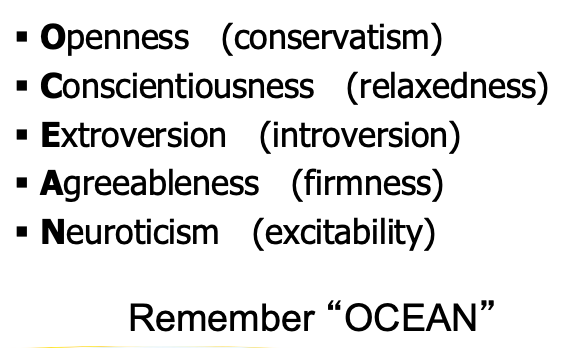 ▪ Openness (conservatism)
▪ Conscientiousness (relaxedness)
▪ Extroversion (introversion)
▪ Agreeableness (firmness)
▪ Neuroticism (excitability)
Remember “OCEAN”